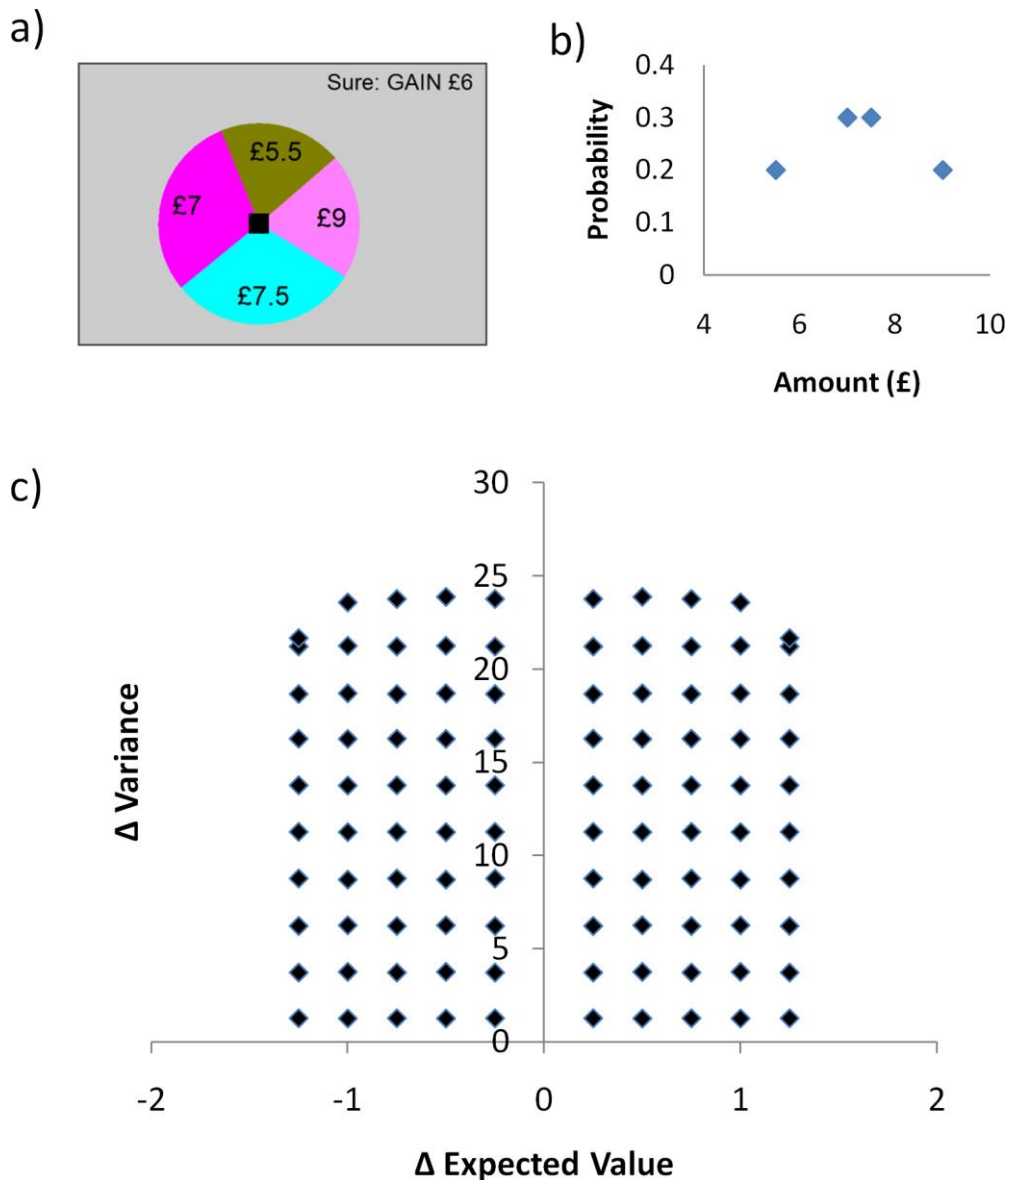 a)
Sure: GAIN £6
£5.5
£7
£9
£7.5
b)
Probability
0.4
0.3
0.2
0.1
0
4 6 8 10
Amount (£)
c)
Δ Variance
30
25
20
15
10
5
0
-2 -1 0 1 2
Δ Expected Value